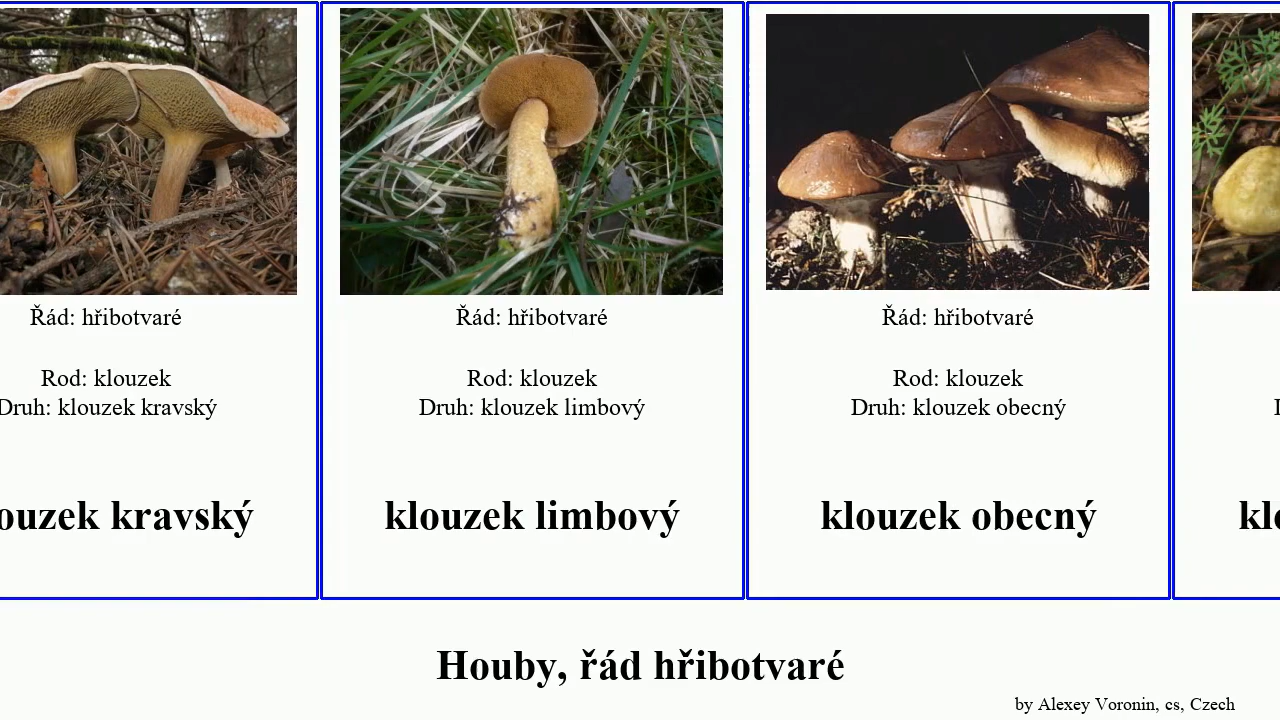 Řád: hřibotvaré
Rod: klouzek
Druh: klouzek kravský
kravský
Řád: hřibotvaré
Rod: klouzek
Druh: klouzek limbový
klouzek limbový
Řád: hřibotvaré
Rod: klouzek
Druh: klouzek obecný
klouzek obecný
Houby, řád hřibotvaré
by Alexey Voronin, cs, Czech